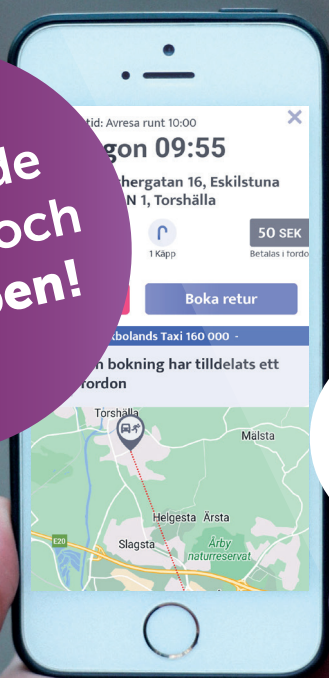 de
och
en!
tid: Avresa runt 10:00
gon 09:55
hergatan 16, Eskilstuna
N 1, Torshälla
1 Käpp
50 SEK
Betalas i fordo
Boka retur
kbolands Taxi 160 000 -
n bokning har tilldelats ett
fordon
Torshälla
Mälsta
Helgesta Ärsta
E20
Slagsta
Årby
naturreservat